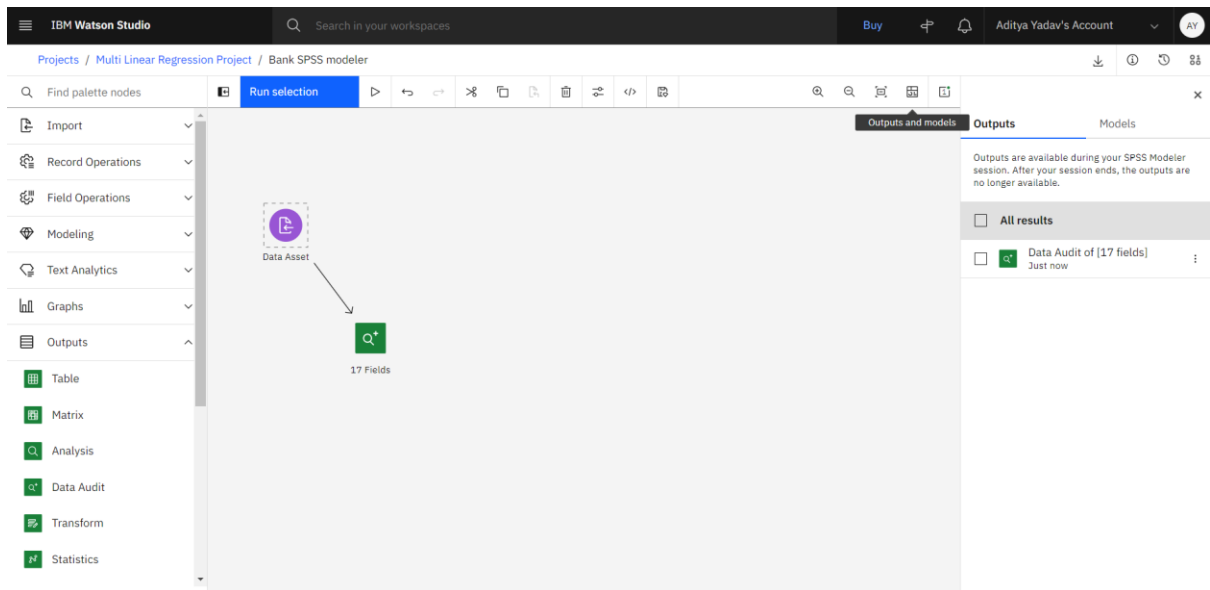 IBM Watson Studio
Search in your workspaces
Buy
Aditya Yadav's Account
AY
Projects / Multi Linear Regression Project / Bank SPSS modeler
Find palette nodes
Run selection
Outputs and models
Import
Record Operations
Field Operations
Modeling
Text Analytics
Graphs
Outputs
Table
Matrix
Analysis
Data Audit
Transform
Statistics
Data Asset
17 Fields
Outputs
Models
Outputs are available during your SPSS Modeler
session. After your session ends, the outputs are
no longer available.
All results
Data Audit of [17 fields]
Just now